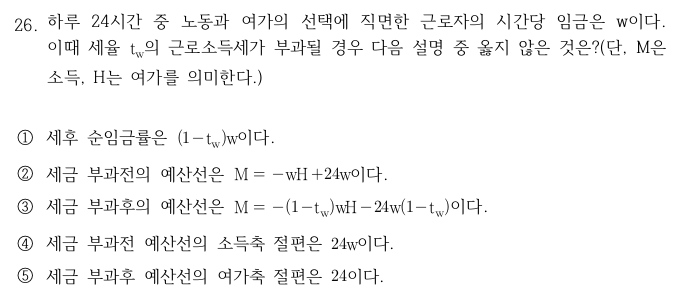 26. 하루 24시간 중 노동과 여가의 선택에 직면한 근로자의 시간당 임금은 w이다.
이때 세율 t_w의 근로소득세가 부과될 경우 다음 설명 중 옳지 않은 것은?(단, M은
소득, H는 여가를 의미한다.)
① 세후 순임금률은 (1-t_w)w이다.
② 세금 부과전의 예산선은 M = -wH+24w이다.
③ 세금 부과후의 예산선은 M = -(1-t_w)wH-24w(1-t_w)이다.
④ 세금 부과전 예산선의 소득축 절편은 24w이다.
⑤ 세금 부과후 예산선의 여가축 절편은 24이다.